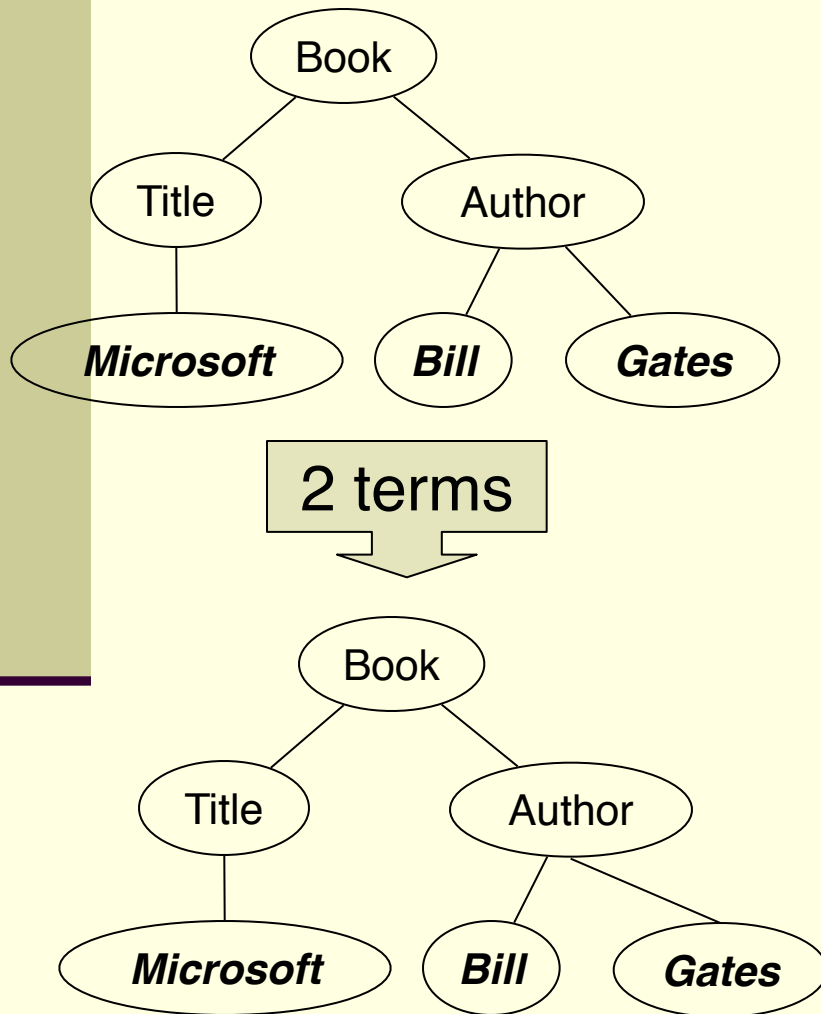 Book
Title Author
Microsoft Bill Gates
2 terms
Book
Title Author
Microsoft Bill Gates